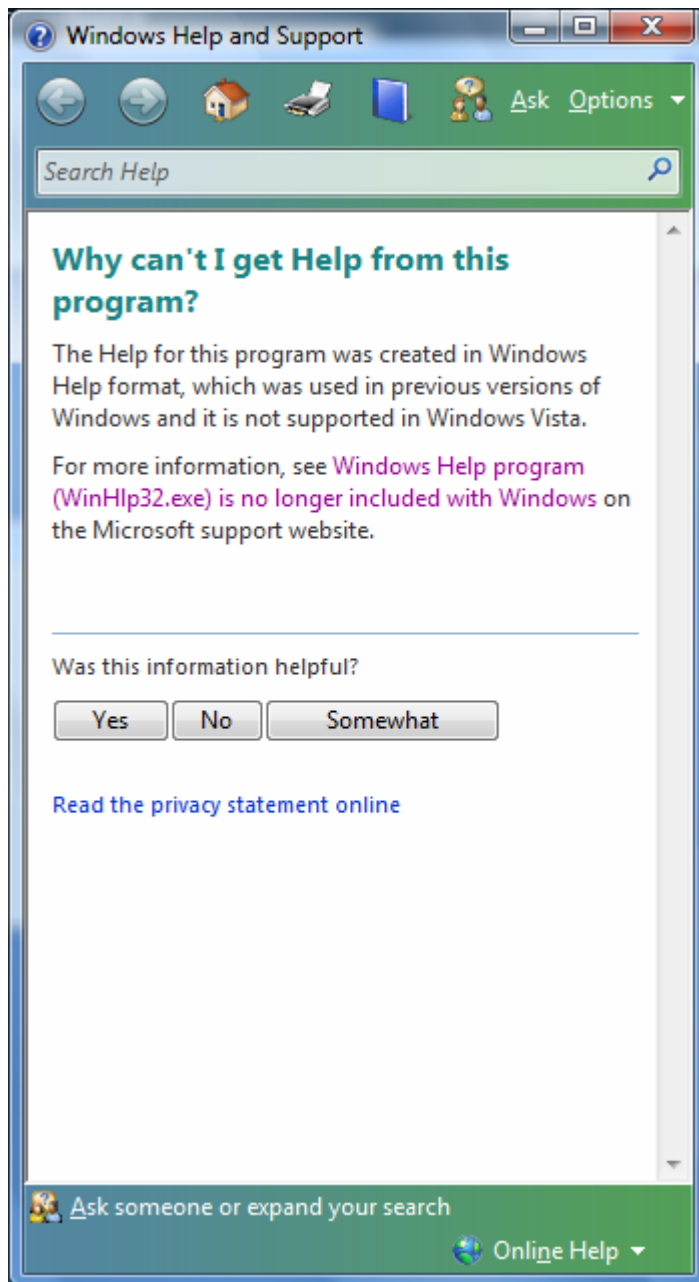 Windows Help and Support
Ask Options
Search Help
Why can't I get Help from this
program?
The Help for this program was created in Windows
Help format, which was used in previous versions of
Windows and it is not supported in Windows Vista.
For more information, see Windows Help program
(WinHlp32.exe) is no longer included with Windows on
the Microsoft support website.
Was this information helpful?
Yes No Somewhat
Read the privacy statement online
Ask someone or expand your search
Online Help